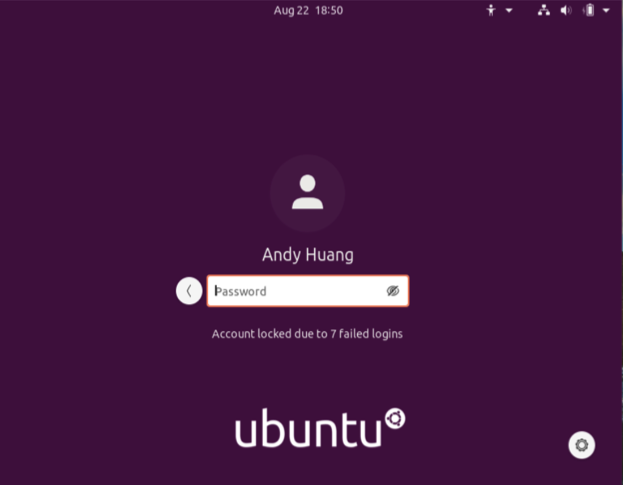 Aug 22 18:50
Andy Huang
Password
Account locked due to 7 failed logins
ubuntu